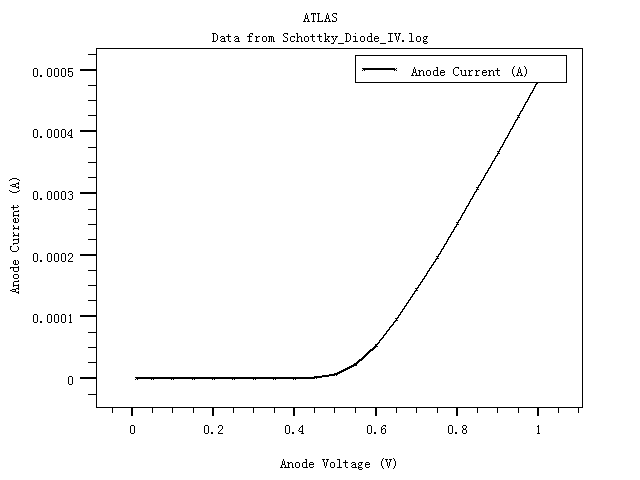 ATLAS
Data from Schottky_Diode_IV.log
Anode Current (A)
0.0005
0.0004
0.0003
0.0002
0.0001
0
Anode Current (A)
0 0.2 0.4 0.6 0.8 1
Anode Voltage (V)